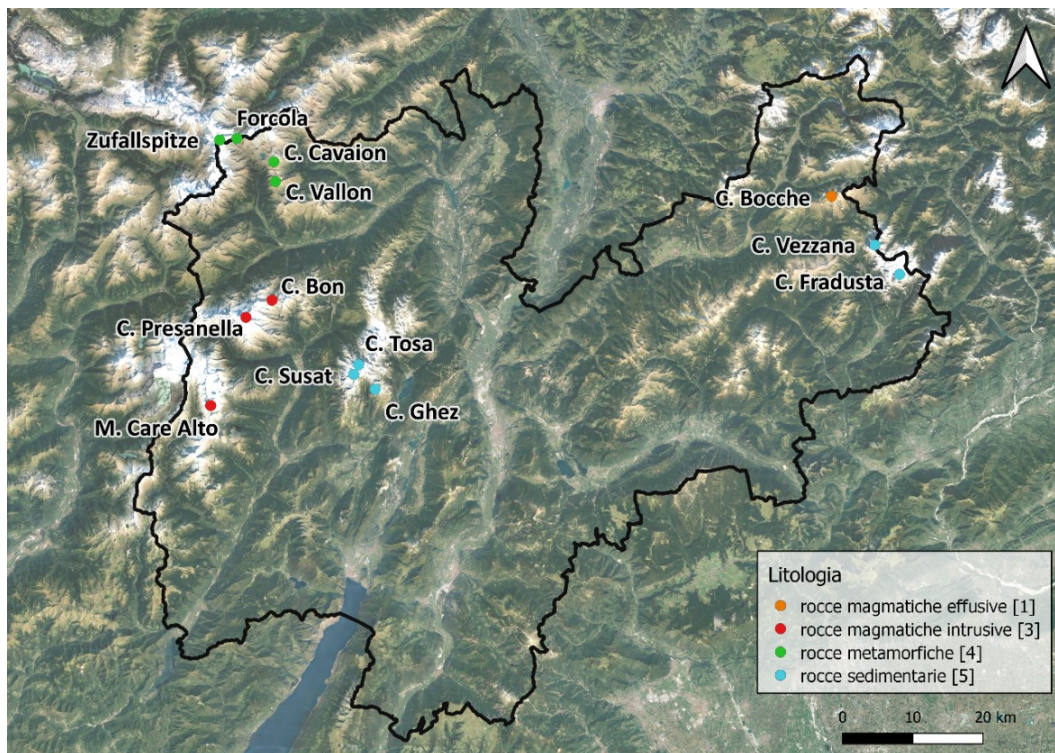 Forcola
Zufallspitze
C. Cavaion
C. Vallon
C. Bocche
C. Vezzana
C. Fradusta
C. Bon
C. Presanella
C. Tosa
C. Susat
C. Ghez
M. Care Alto
Litologia
rocce magmatiche effusive [1]
rocce magmatiche intrusive [3]
rocce metamorfiche [4]
rocce sedimentarie [5]
0 10 20 km